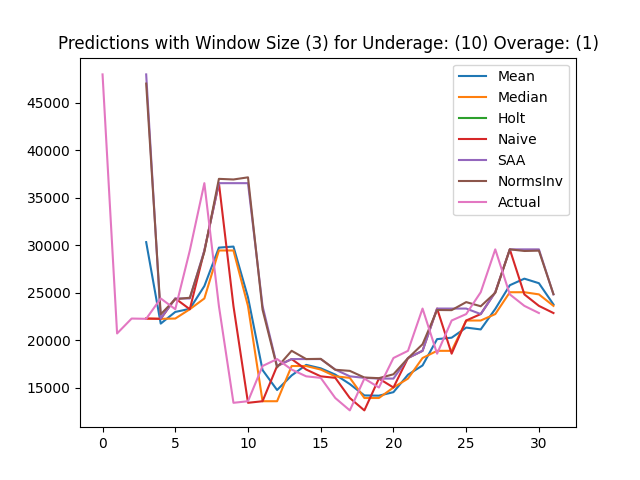 Predictions with Window Size (3) for Underage: (10) Overage: (1)
Mean
Median
Holt
Naive
SAA
NormsInv
Actual
45000
40000
35000
30000
25000
20000
15000
0 5 10 15 20 25 30